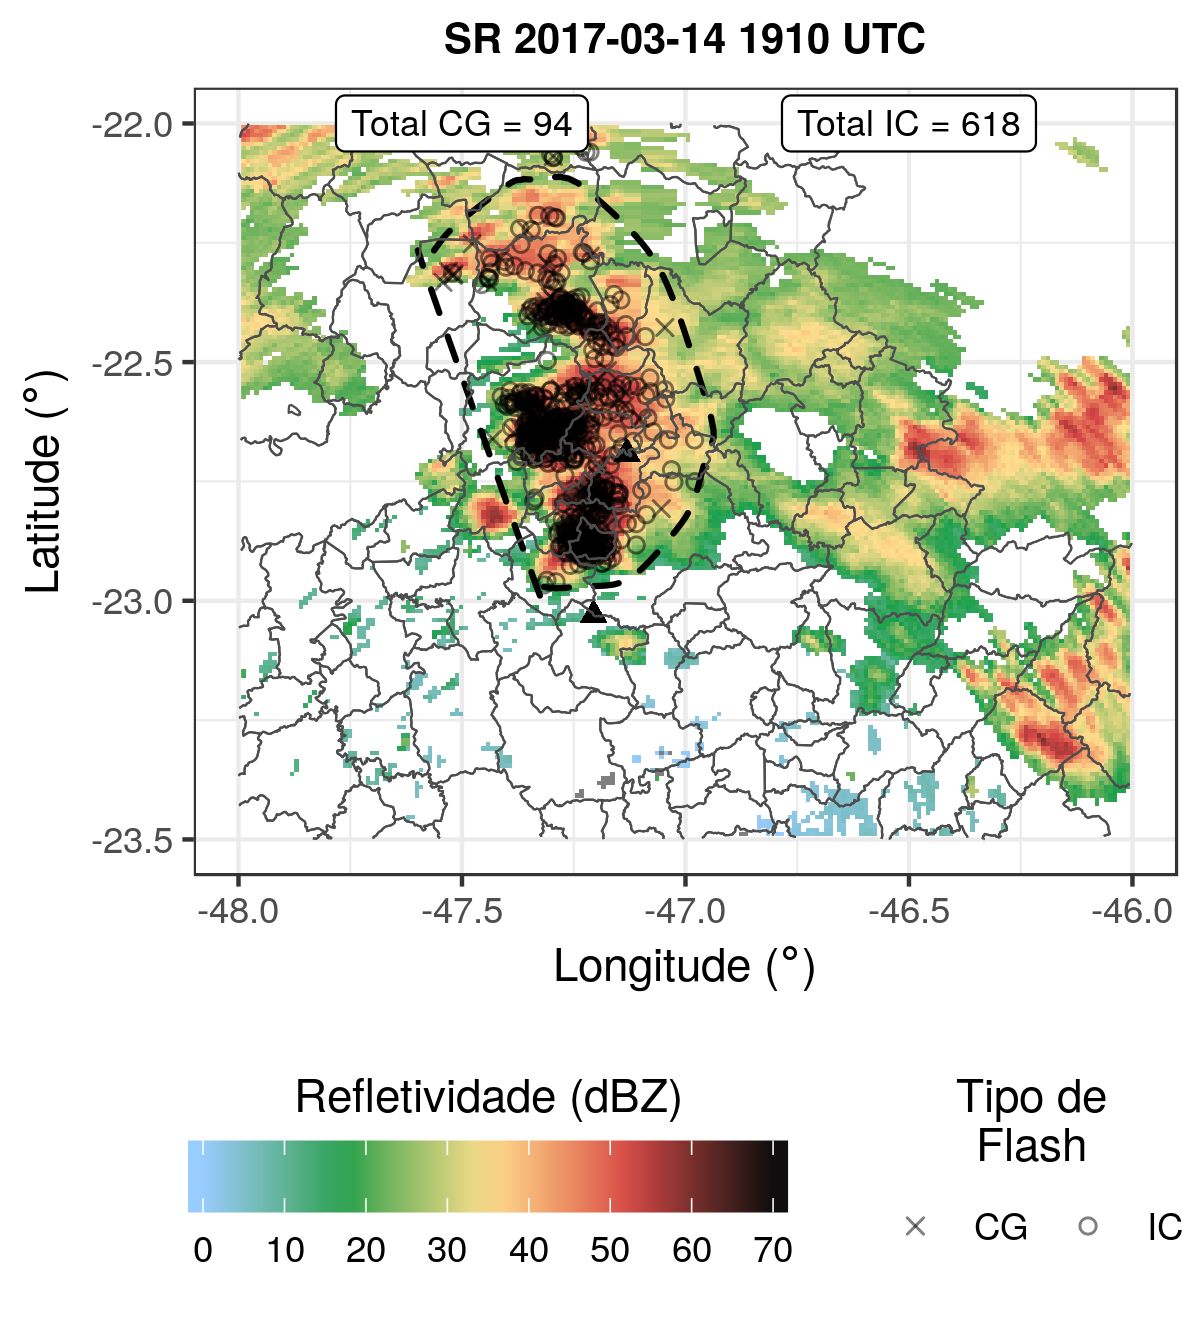 SR 2017-03-14 1910 UTC
Total CG = 94
Total IC = 618
Latitude (°)
-22.0
-22.5
-23.0
-23.5
-48.0
-47.5
-47.0
-46.5
-46.0
Longitude (°)
Refletividade (dBZ)
0 10 20 30 40 50 60 70
Tipo de
Flash
CG
IC